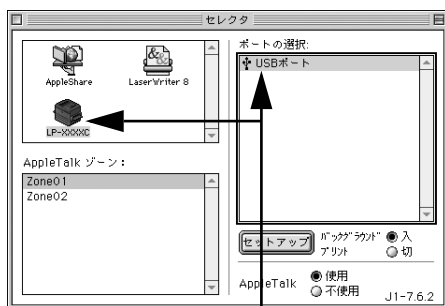 セレクタ
AppleShare
LaserWriter 8
LP-XXXXC
AppleTalk ゾーン：
Zone01
Zone02
ポートの選択:
USBポート
セットアップ
バックグラウンド
プリント
入
切
AppleTalk
使用
不使用
J1-7.6.2